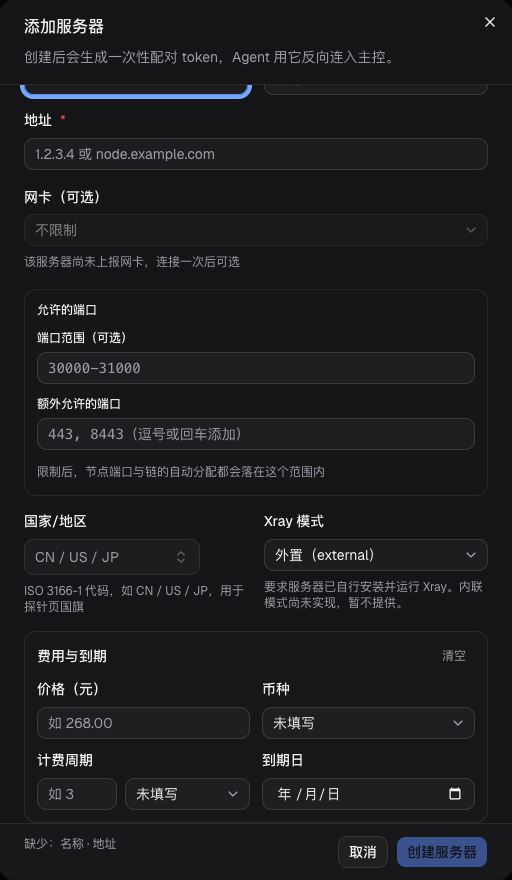 添加服务器
创建后会生成一次性配对 token，Agent 用它反向连入主控。
地址 *
1.2.3.4 或 node.example.com
网卡（可选）
不限制
该服务器尚未上报网卡，连接一次后可选
允许的端口
端口范围（可选）
30000–31000
额外允许的端口
443, 8443（逗号或回车添加）
限制后，节点端口与链的自动分配都会落在这个范围内
国家/地区
Xray 模式
CN / US / JP
外置（external）
ISO 3166-1 代码，如 CN / US / JP，用于
探针页国旗
要求服务器已自行安装并运行 Xray。内联
模式尚未实现，暂不提供。
费用与到期
清空
价格（元）
币种
如 268.00
未填写
计费周期
到期日
如 3
未填写
年 /月/日
缺少：名称 · 地址
取消
创建服务器